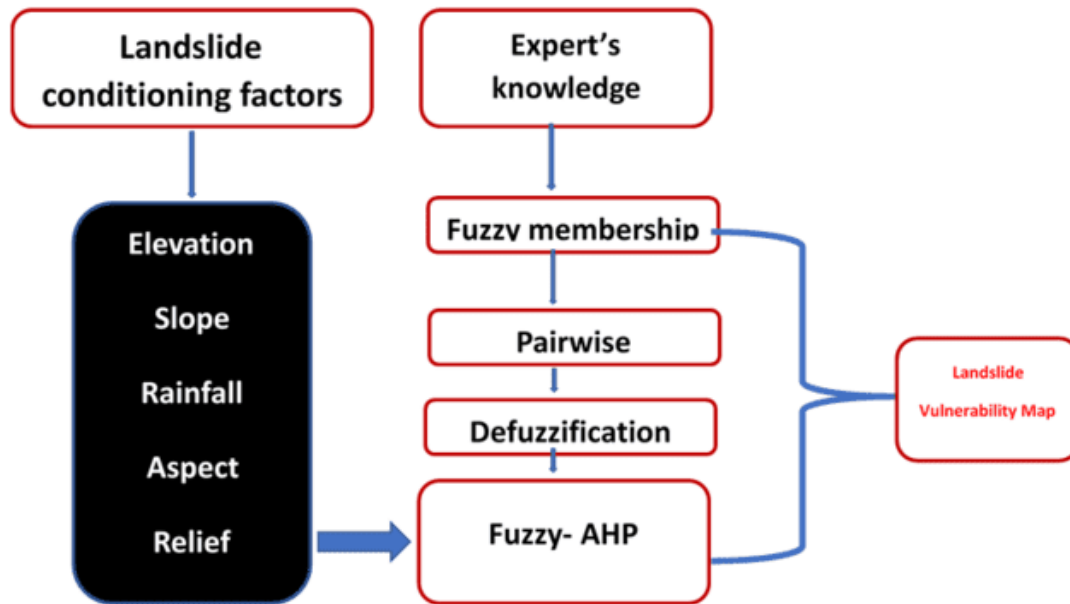 Landslide
conditioning factors
Expert's
knowledge
Elevation
Slope
Rainfall
Aspect
Relief
Fuzzy membership
Pairwise
Defuzzification
Fuzzy- AHP
Landslide
Vulnerability Map